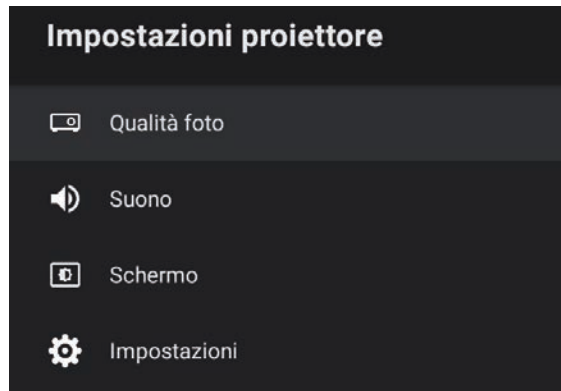 Impostazioni proiettore
Qualità foto
Suono
Schermo
Impostazioni